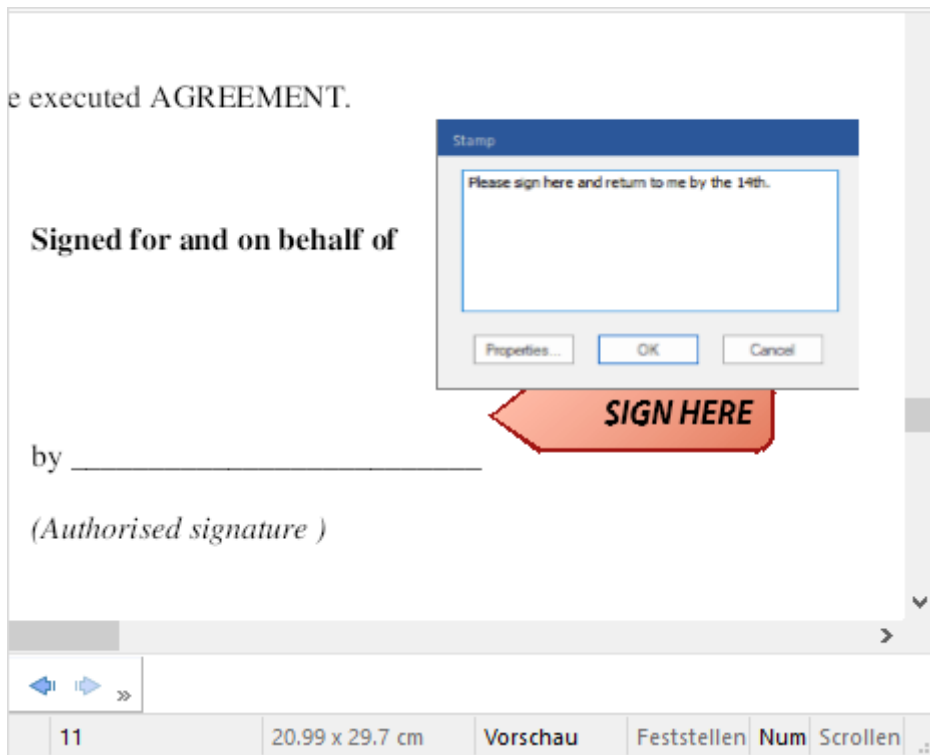 e executed AGREEMENT.
Stamp
Please sign here and return to me by the 14th.
Signed for and on behalf of
Properties... OK Cancel
SIGN HERE
by ______________________________
(Authorised signature )
11 20.99 x 29.7 cm Vorschau Feststellen Num Scrollen